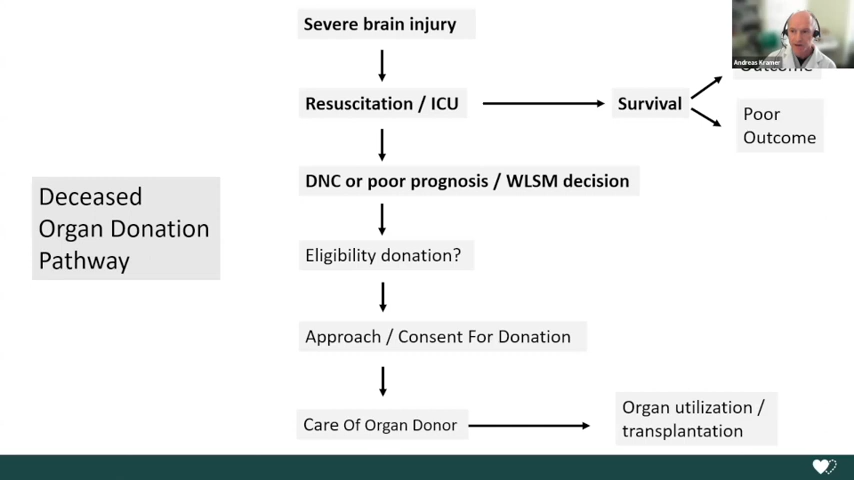 Severe brain injury
Andreas Kramer
Outcome
Resuscitation / ICU
Survival
Poor
Outcome
DNC or poor prognosis / WLSM decision
Deceased
Organ Donation
Pathway
Eligibility donation?
Approach / Consent For Donation
Care Of Organ Donor
Organ utilization /
transplantation